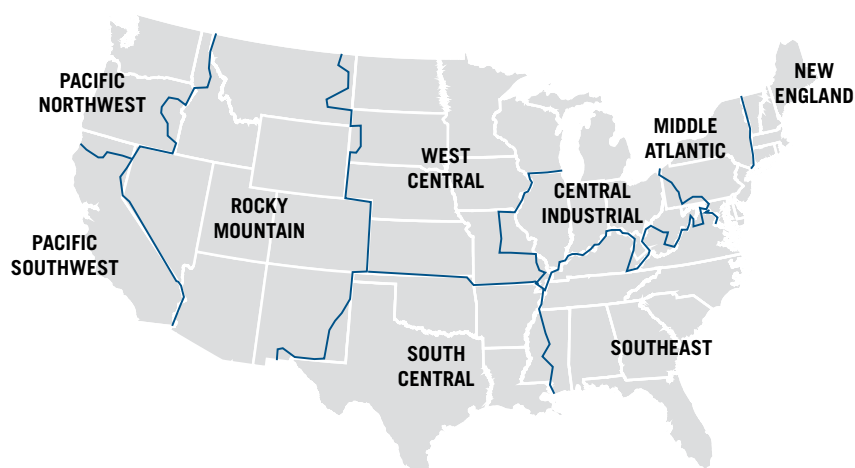 PACIFIC
NORTHWEST
NEW
ENGLAND
MIDDLE
ATLANTIC
WEST
CENTRAL
CENTRAL
INDUSTRIAL
ROCKY
MOUNTAIN
PACIFIC
SOUTHWEST
SOUTH
CENTRAL
SOUTHEAST